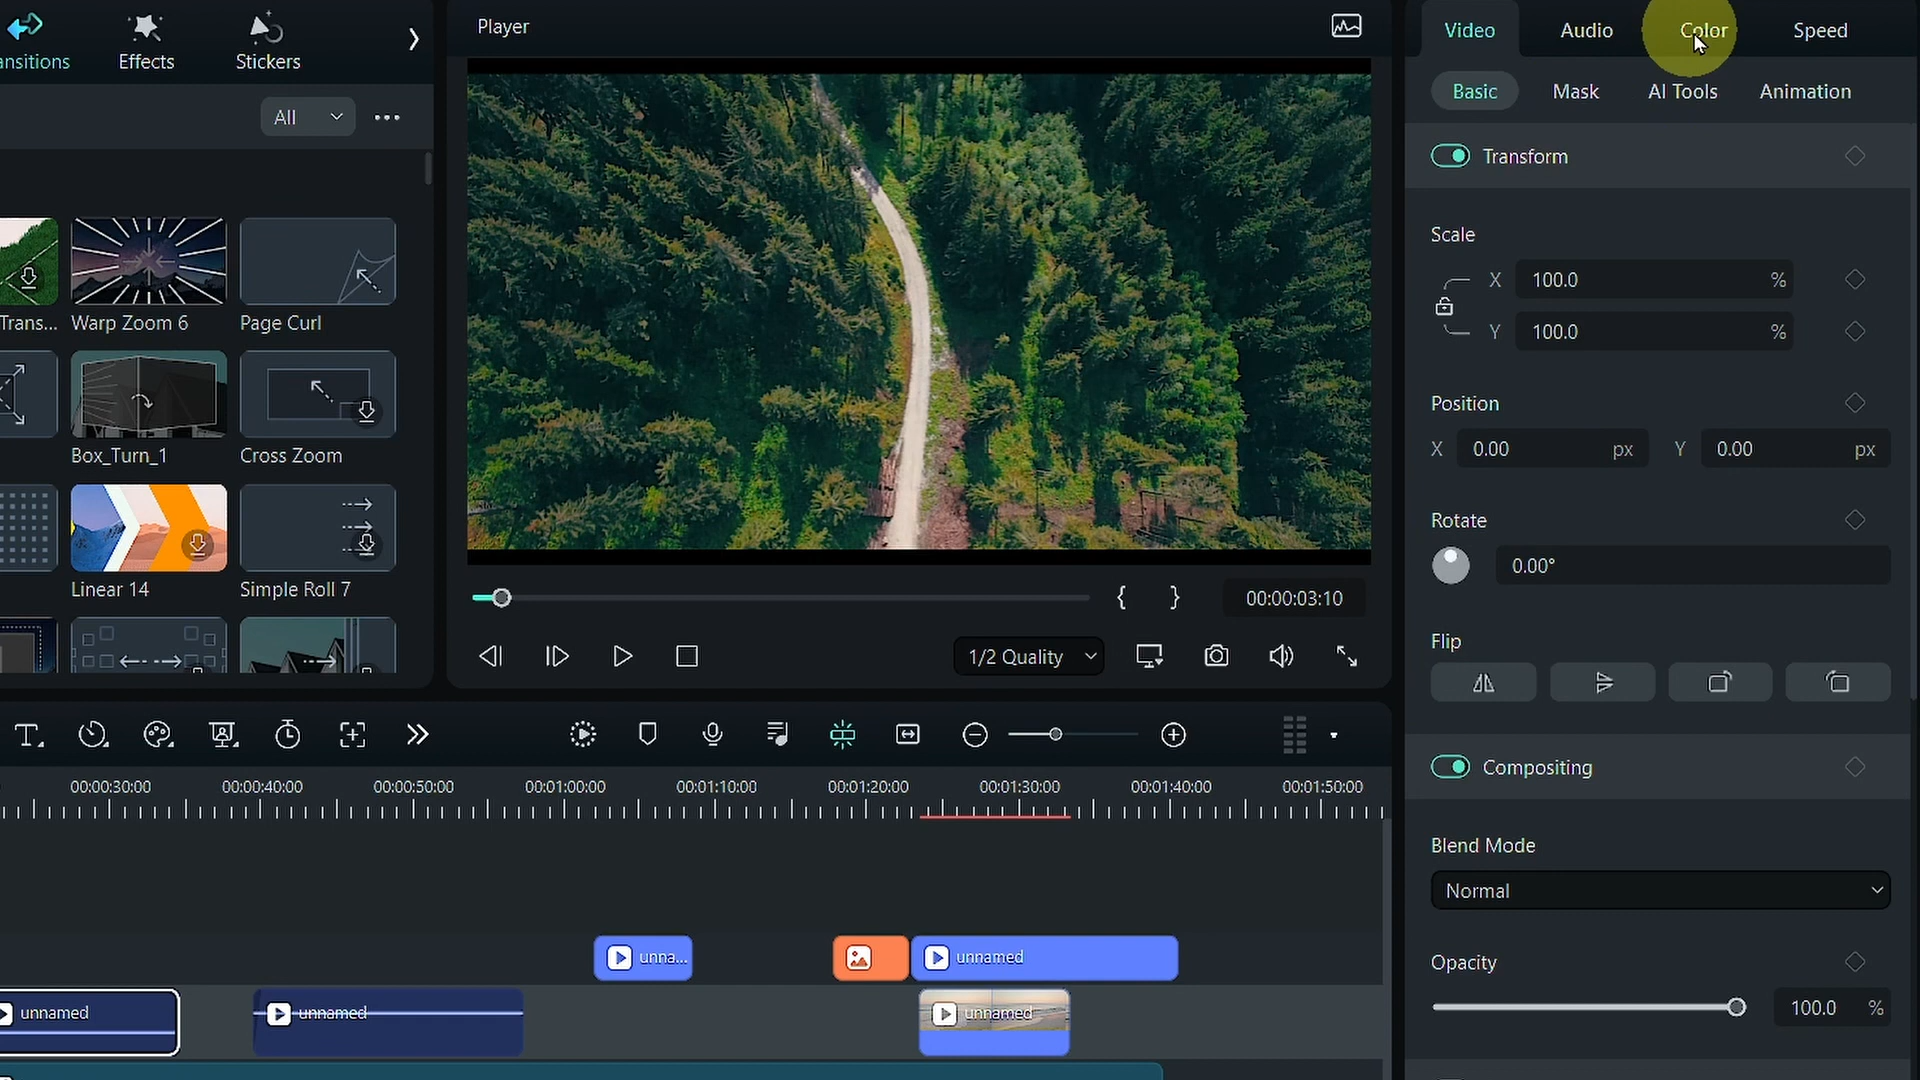 ansitions
Effects
Stickers
All
Trans...
Warp Zoom 6
Page Curl
Box_Turn_1
Cross Zoom
Linear 14
Simple Roll 7
Player
00:00:03:10
1/2 Quality
Video
Audio
Color
Speed
Basic
Mask
AI Tools
Animation
Transform
Scale
X 100.0 %
Y 100.0 %
Position
X 0.00 px Y 0.00 px
Rotate
0.00°
Flip
Compositing
Blend Mode
Normal
Opacity
100.0 %
00:00:30:00 00:00:40:00 00:00:50:00 00:01:00:00 00:01:10:00 00:01:20:00 00:01:30:00 00:01:40:00 00:01:50:00
unna...
unnamed
unnamed
unnamed
unnamed